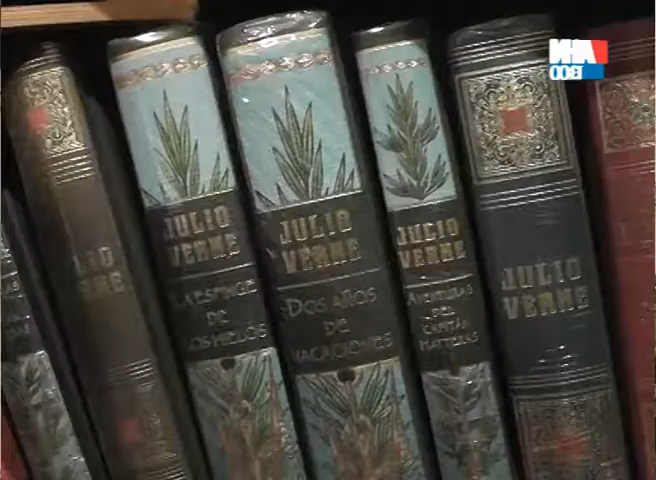 JULIO
VERNE
JULIO
VERNE
LA ESFINGE
DE
LOS HIELOS
JULIO
VERNE
DOS AÑOS
DE
VACACIONES
JULIO
VERNE
AVENTURAS
DEL
CAPITÁN
HATTERAS
JULIO
VERNE